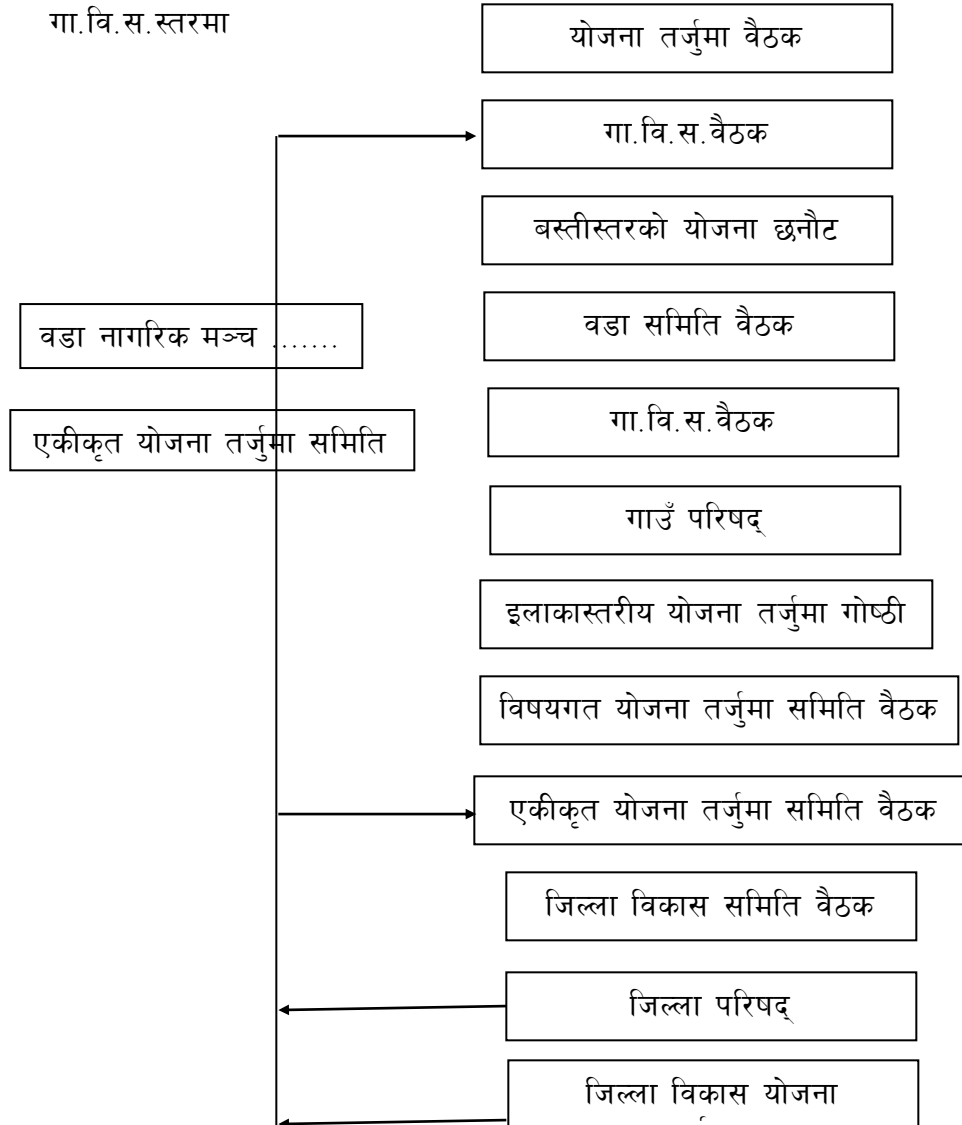 गा.वि.स.स्तरमा
योजना तर्जुमा वैठक
गा.वि.स.वैठक
बस्तीस्तरको योजना छनौट
वडा नागरिक मञ्च .......
वडा समिति वैठक
एकीकृत योजना तर्जुमा समिति
गा.वि.स.वैठक
गाउँ परिषद्
इलाकास्तरीय योजना तर्जुमा गोष्ठी
विषयगत योजना तर्जुमा समिति वैठक
एकीकृत योजना तर्जुमा समिति वैठक
जिल्ला विकास समिति वैठक
जिल्ला परिषद्
जिल्ला विकास योजना